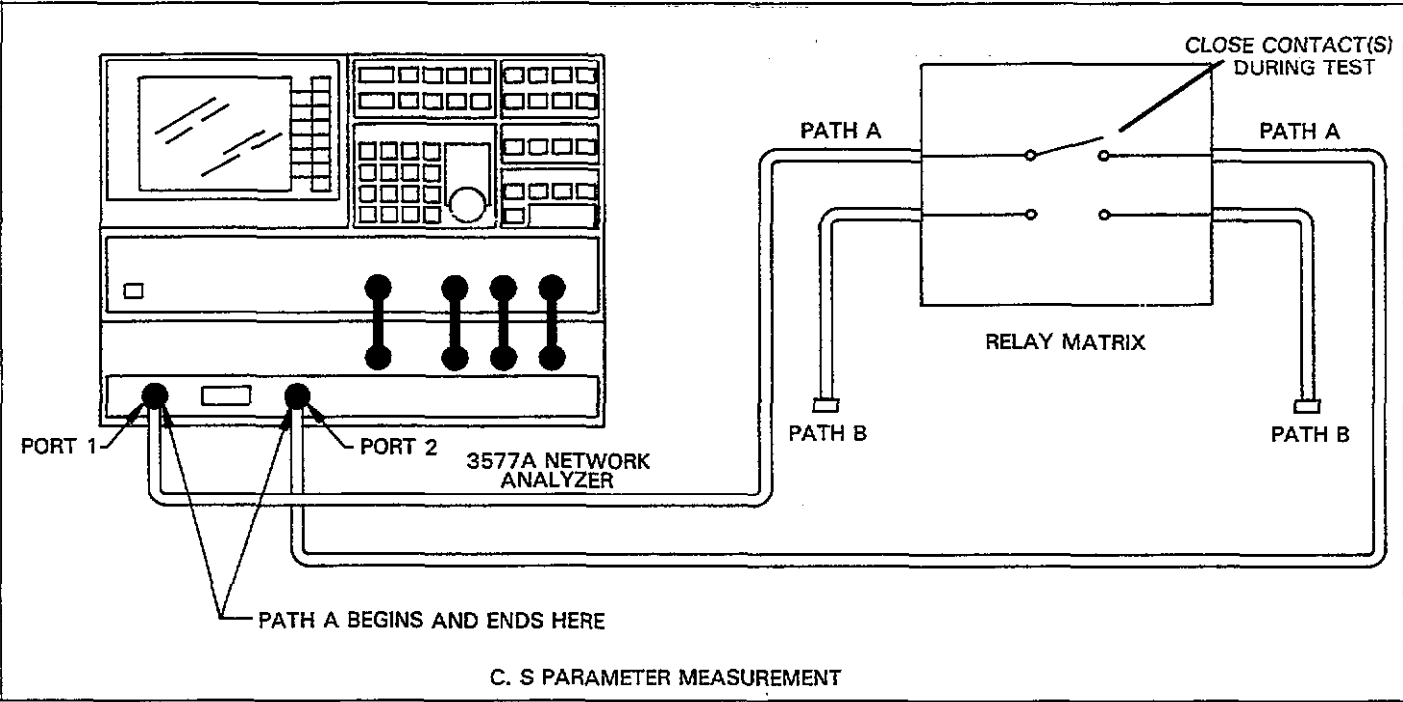 CLOSE CONTACT(S)
DURING TEST
PATH A
PATH A
RELAY MATRIX
PATH B
PATH B
PORT 1
PORT 2
3577A NETWORK
ANALYZER
PATH A BEGINS AND ENDS HERE
C. S PARAMETER MEASUREMENT